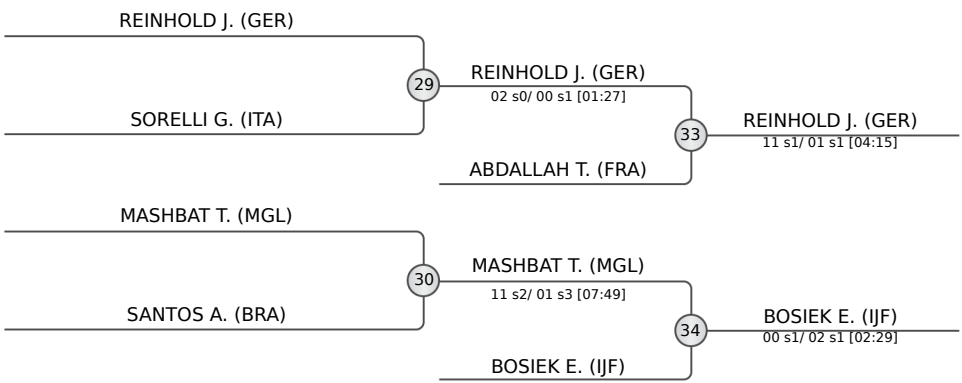 REINHOLD J. (GER)
29
REINHOLD J. (GER)
02 s0/ 00 s1 [01:27]
SORELLI G. (ITA)
33
REINHOLD J. (GER)
11 s1/ 01 s1 [04:15]
ABDALLAH T. (FRA)
MASHBAT T. (MGL)
30
MASHBAT T. (MGL)
11 s2/ 01 s3 [07:49]
SANTOS A. (BRA)
34
BOSIEK E. (IJF)
00 s1/ 02 s1 [02:29]
BOSIEK E. (IJF)